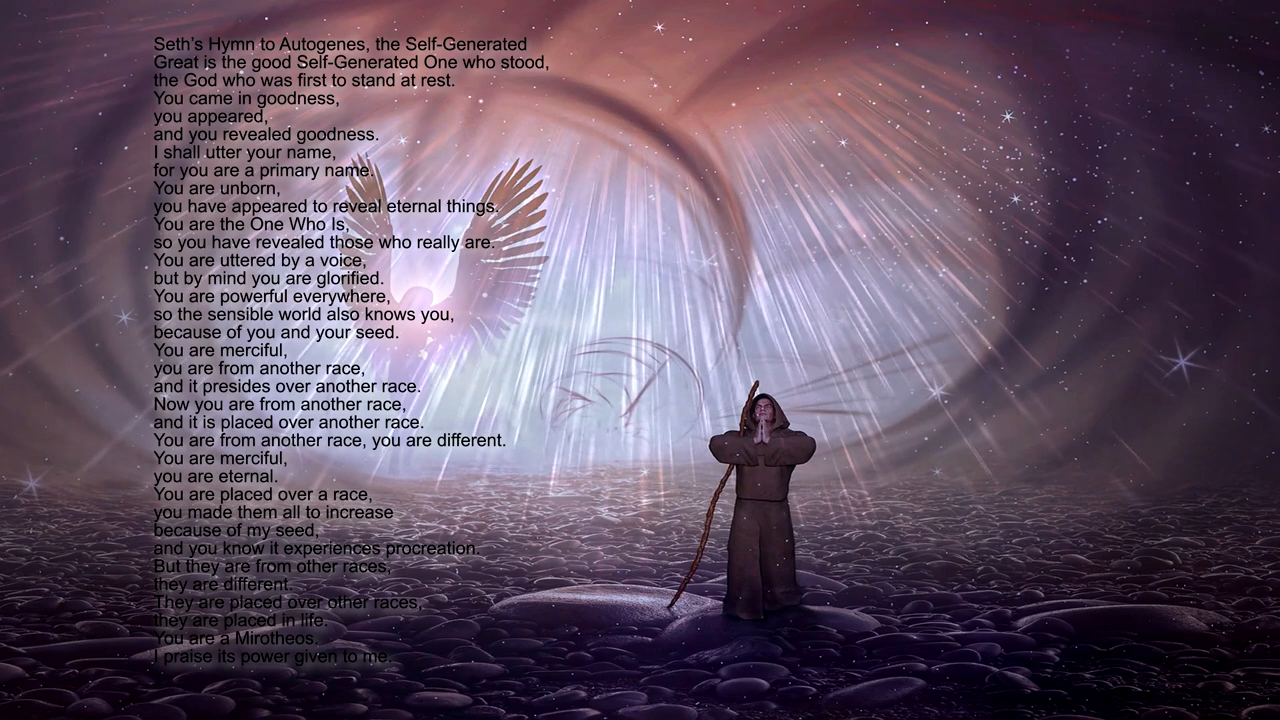 Seth's Hymn to Autogenes, the Self-Generated
Great is the good Self-Generated One who stood,
the God who was first to stand at rest.
You came in goodness,
you appeared,
and you revealed goodness.
I shall utter your name,
for you are a primary name.
You are unborn,
you have appeared to reveal eternal things.
You are the One Who Is,
so you have revealed those who really are.
You are uttered by a voice,
but by mind you are glorified.
You are powerful everywhere,
so the sensible world also knows you,
because of you and your seed.
You are merciful,
you are from another race,
and it presides over another race.
Now you are from another race,
and it is placed over another race.
You are from another race, you are different.
You are merciful,
you are eternal.
You are placed over a race,
you made them all to increase
because of my seed,
and you know it experiences procreation.
But they are from other races,
they are different.
They are placed over other races,
they are placed in life.
You are a Mirotheos.
I praise its power given to me.